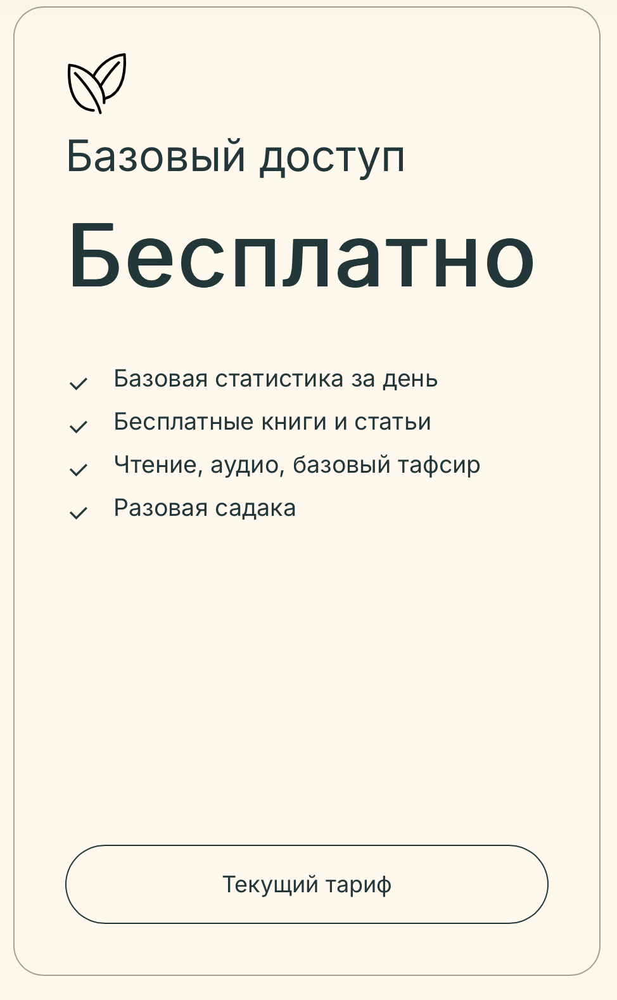 Базовый доступ
Бесплатно
Базовая статистика за день
Бесплатные книги и статьи
Чтение, аудио, базовый тафсир
Разовая садака
Текущий тариф